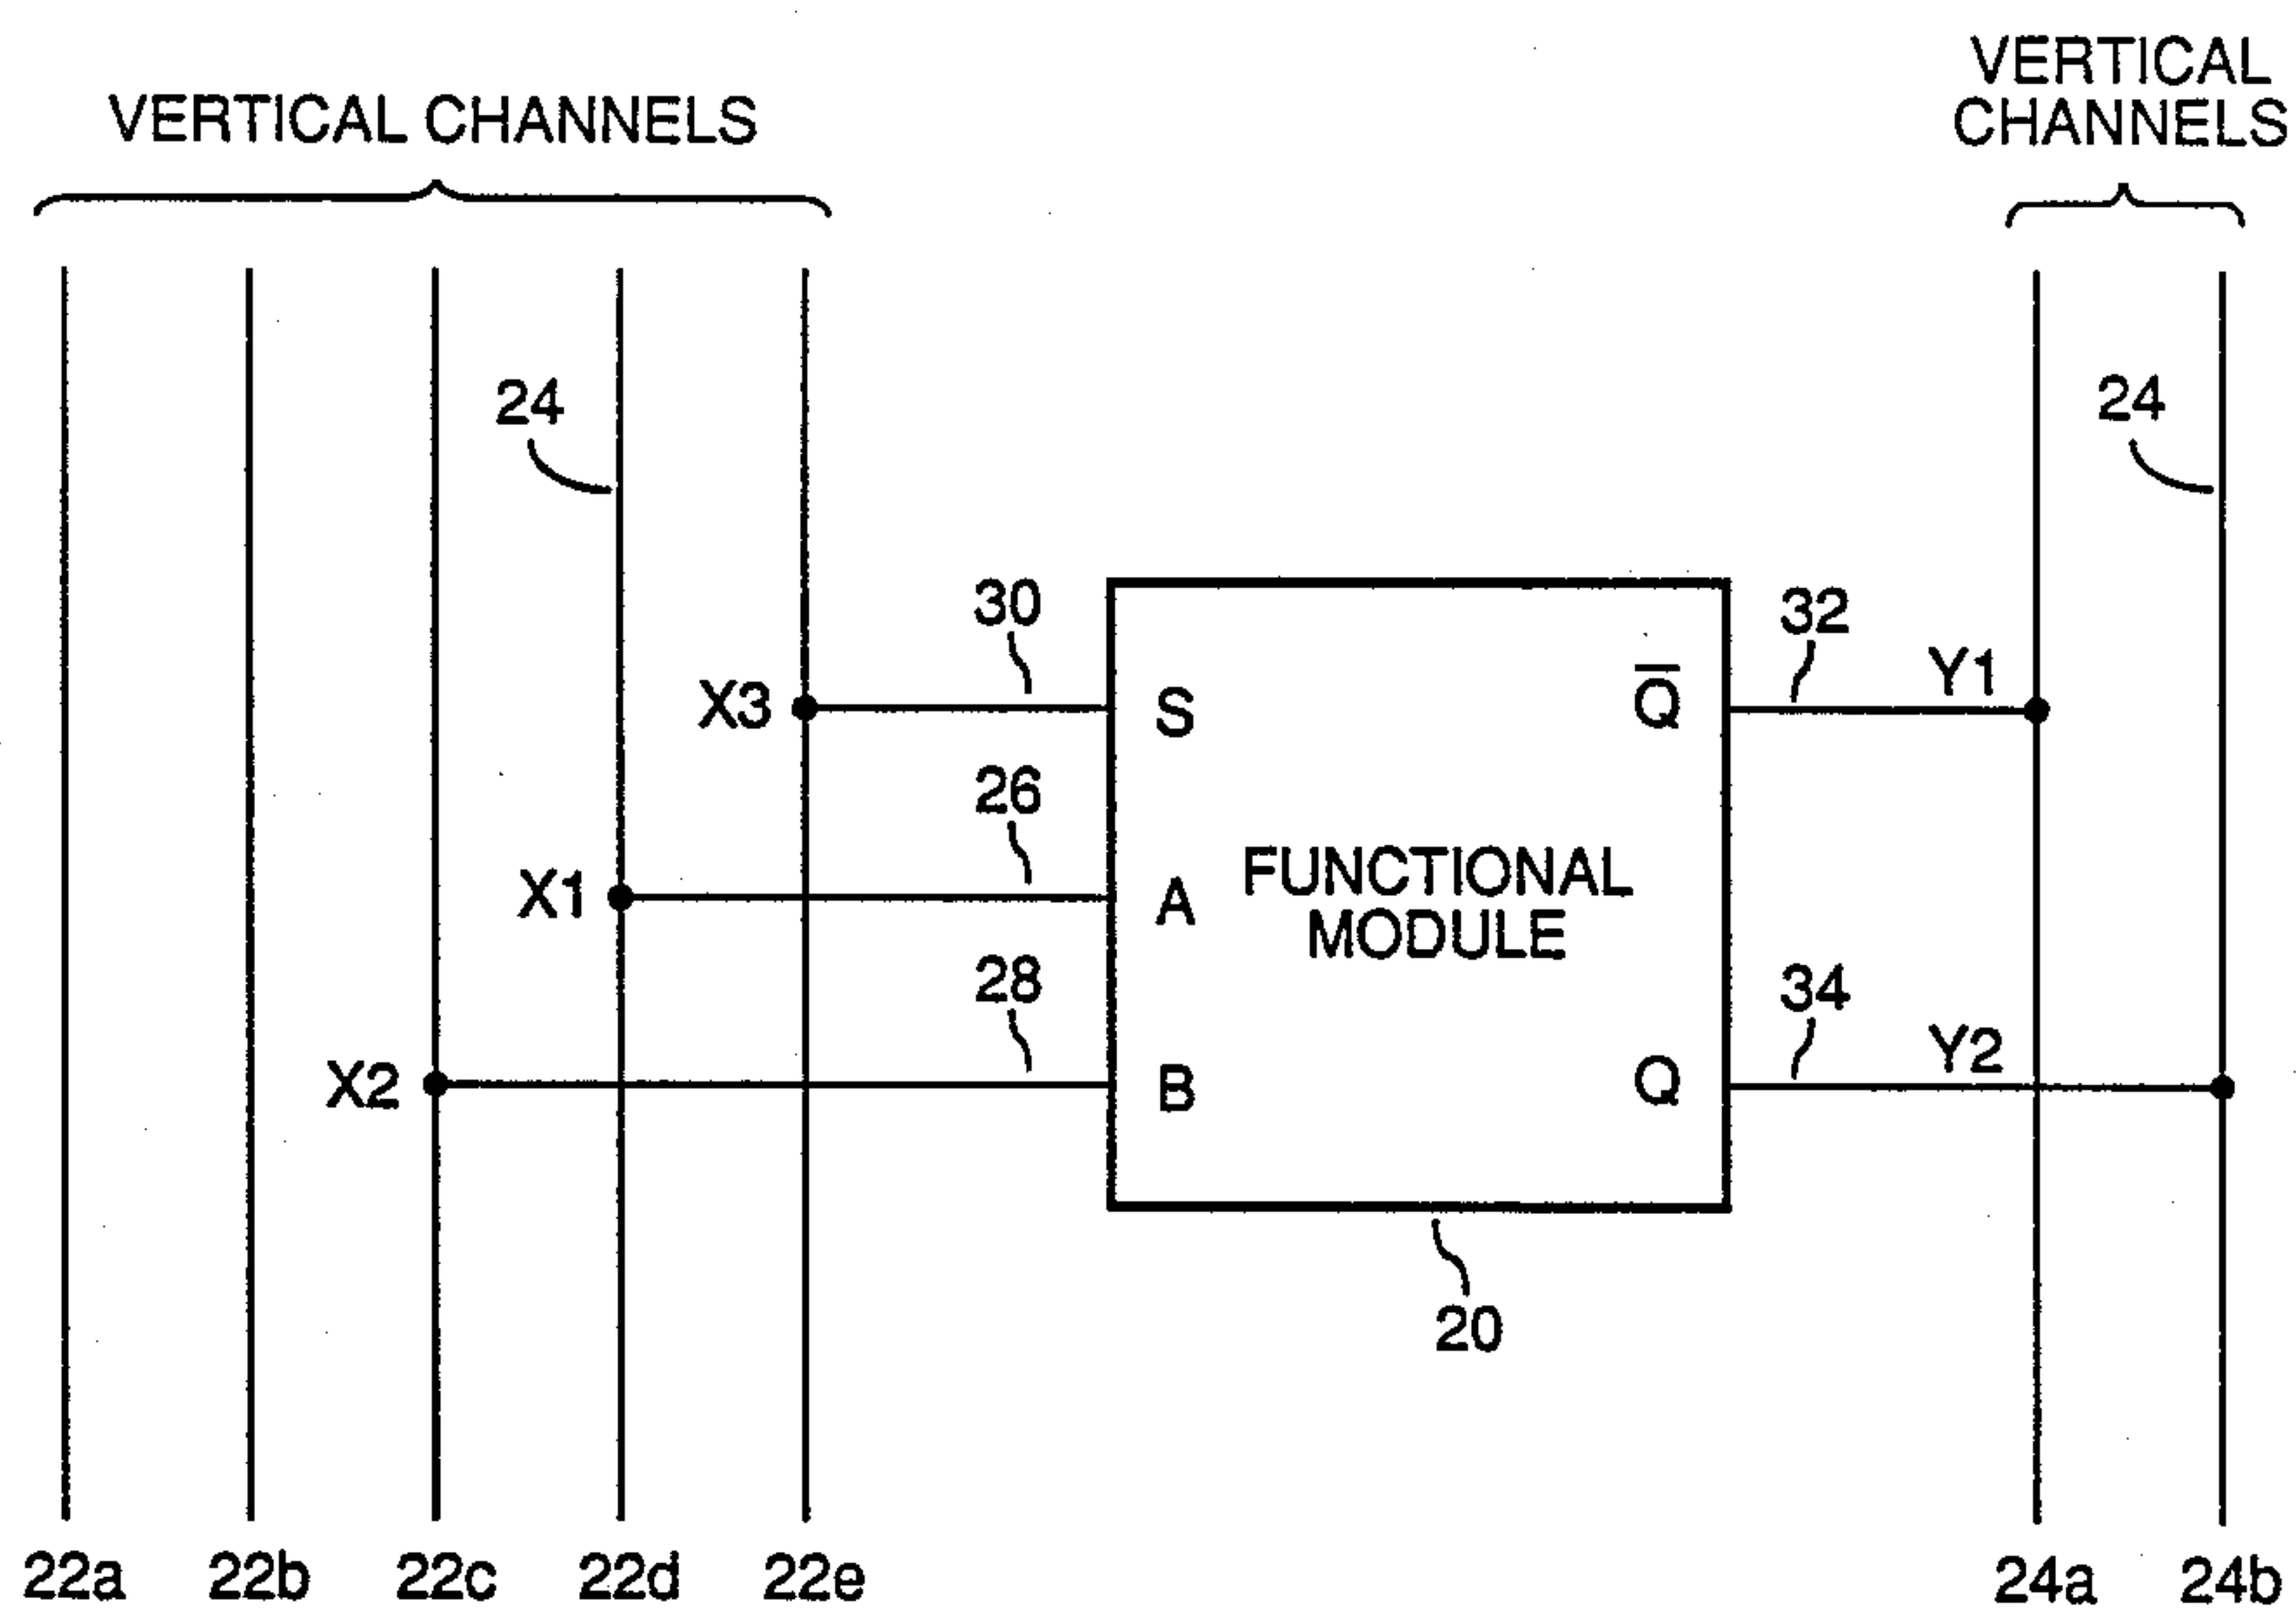 VERTICAL CHANNELS
VERTICAL
CHANNELS
24
24
30
32
X3
S
Q̅
Y1
26
X1
A
FUNCTIONAL
MODULE
28
34
X2
B
Q
Y2
20
22a
22b
22c
22d
22e
24a
24b